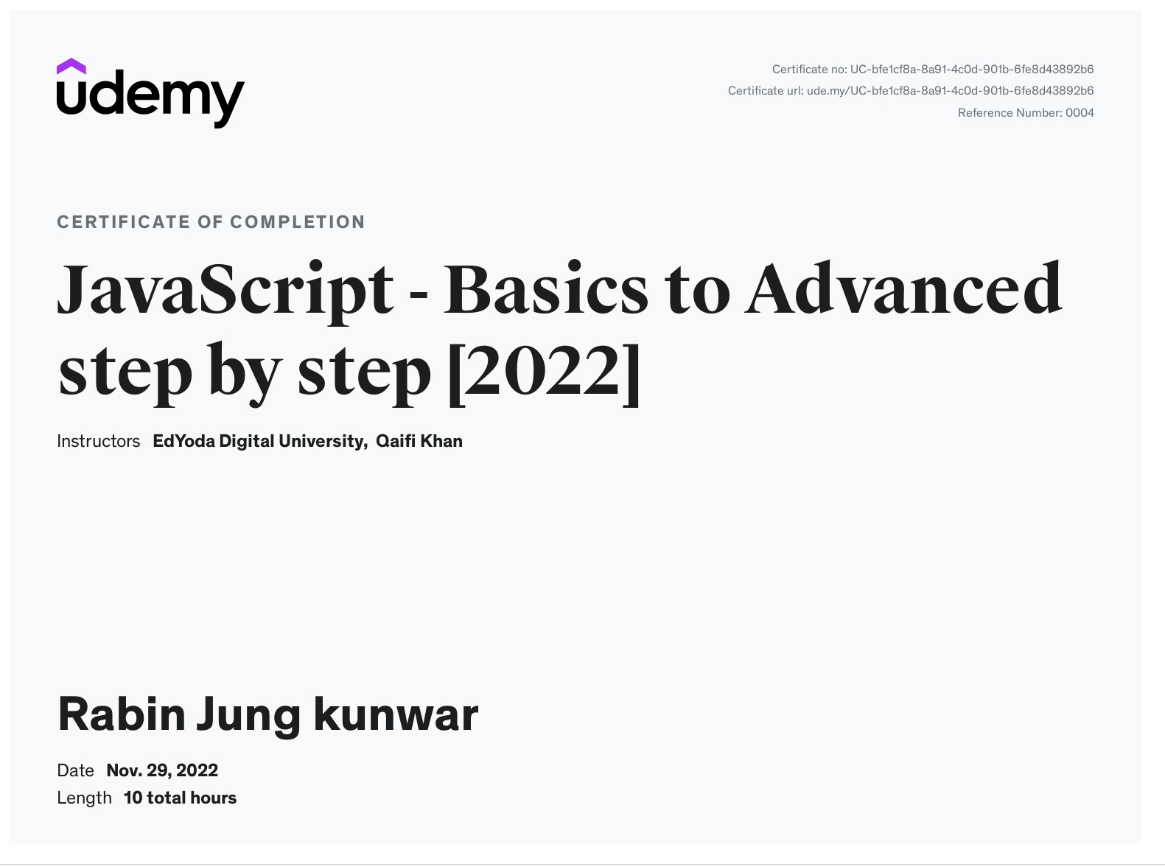 udemy
Certificate no: UC-bfe1cf8a-8a91-4c0d-901b-6fe8d43892b6
Certificate url: ude.my/UC-bfe1cf8a-8a91-4c0d-901b-6fe8d43892b6
Reference Number: 0004
CERTIFICATE OF COMPLETION
JavaScript - Basics to Advanced
step by step [2022]
Instructors EdYoda Digital University, Qaifi Khan
Rabin Jung kunwar
Date Nov. 29, 2022
Length 10 total hours